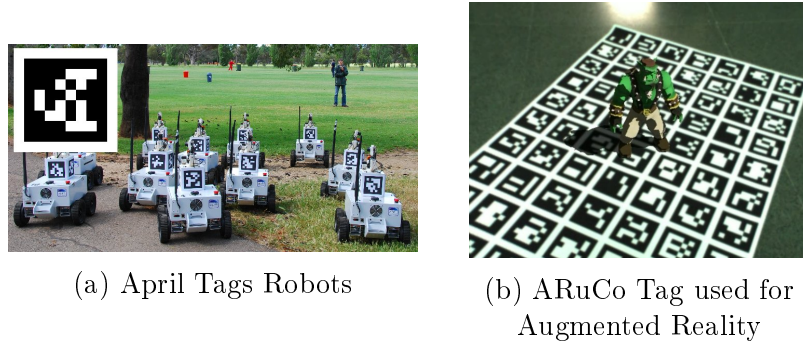 (a) April Tags Robots
(b) ARuCo Tag used for
Augmented Reality